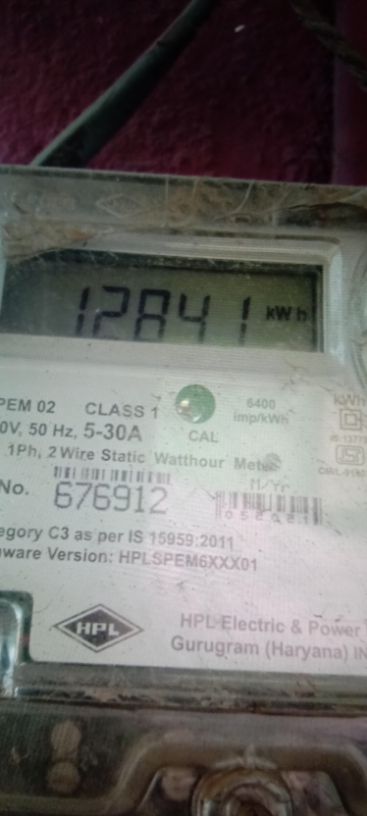 12841 kWh
PEM 02 CLASS 1
6400
imp/kWh
kWh
0V, 50 Hz, 5-30A
CAL
1Ph, 2 Wire Static Watthour Meter
M/Yr
No. 676912
egory C3 as per IS 15959:2011
ware Version: HPLSPEM6XXX01
HPL
HPL Electric & Power
Gurugram (Haryana) IN